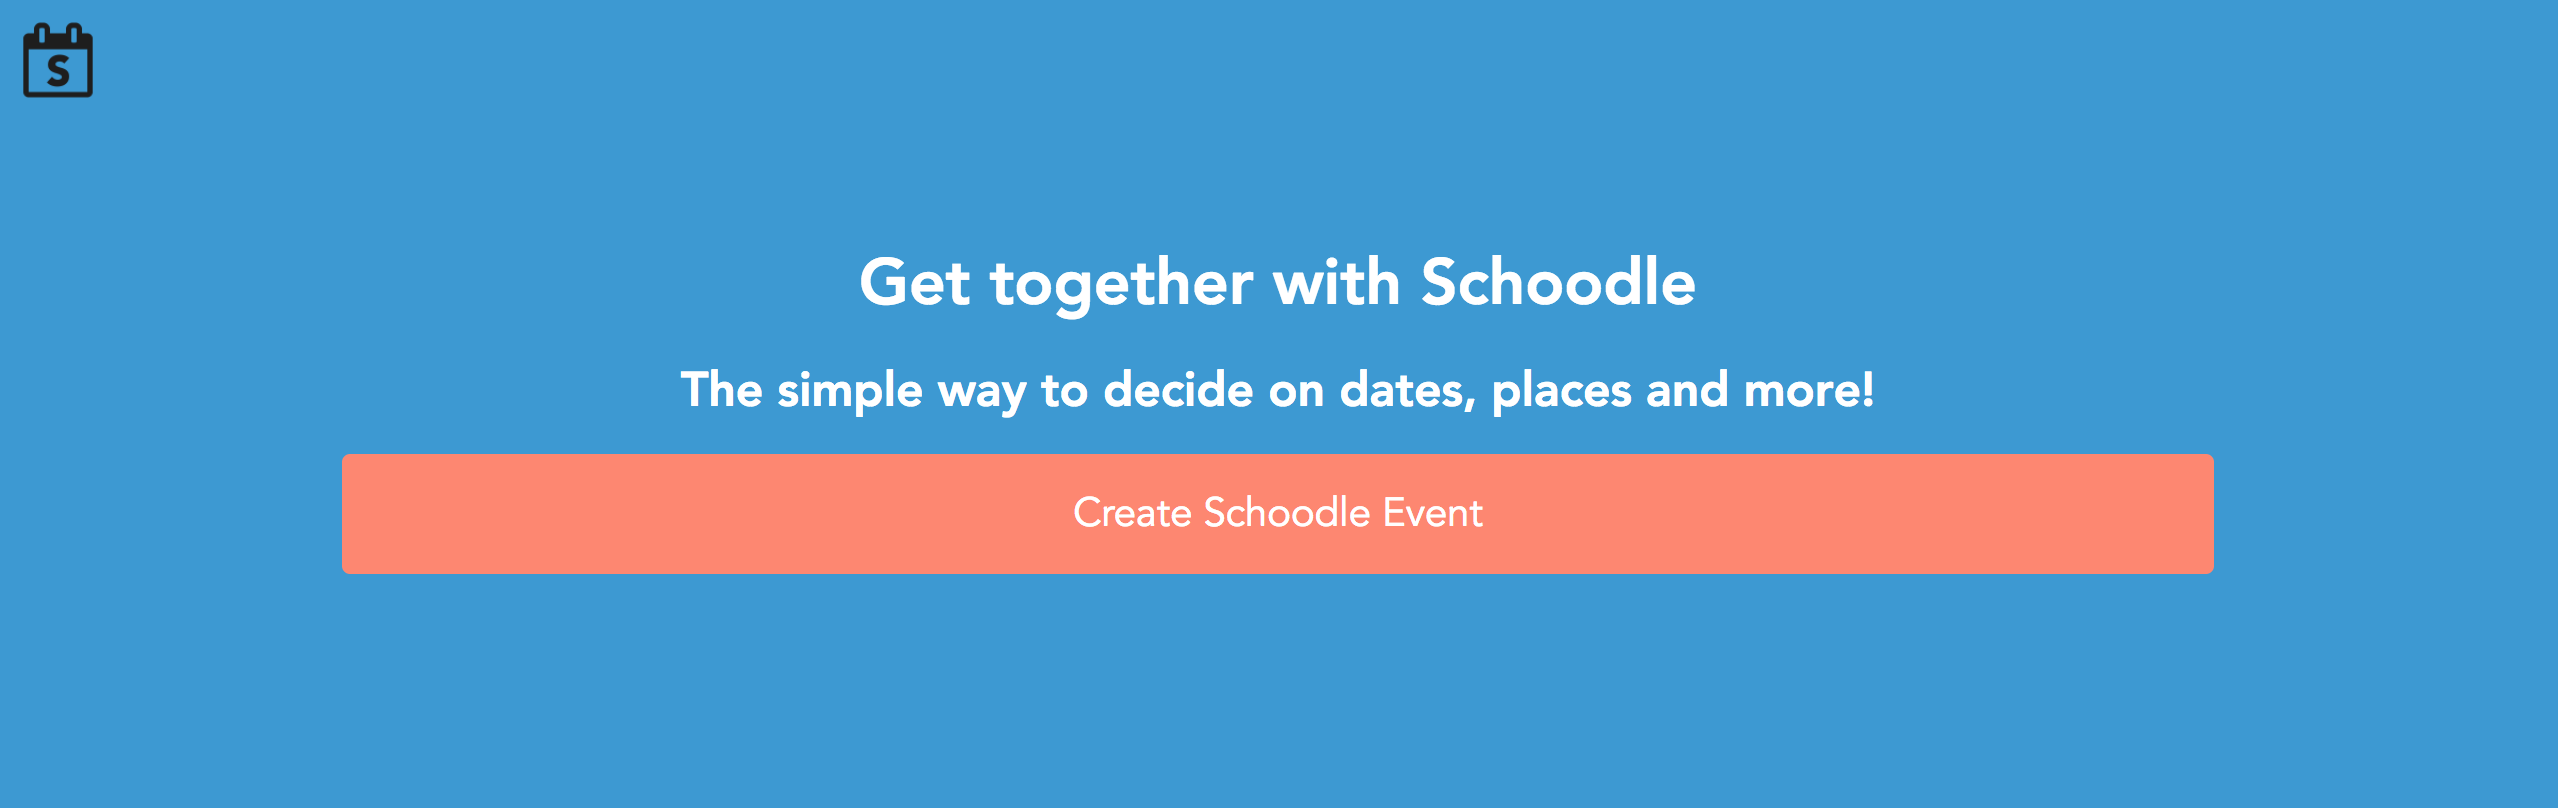 S
Get together with Schoodle
The simple way to decide on dates, places and more!
Create Schoodle Event